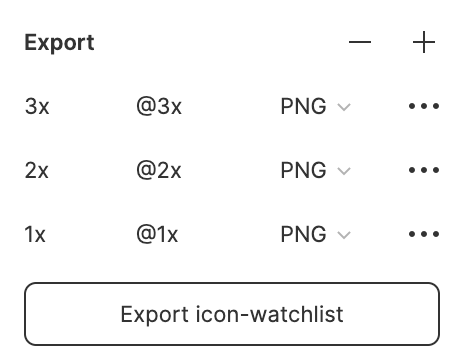 Export
3x @3x PNG
2x @2x PNG
1x @1x PNG
Export icon-watchlist